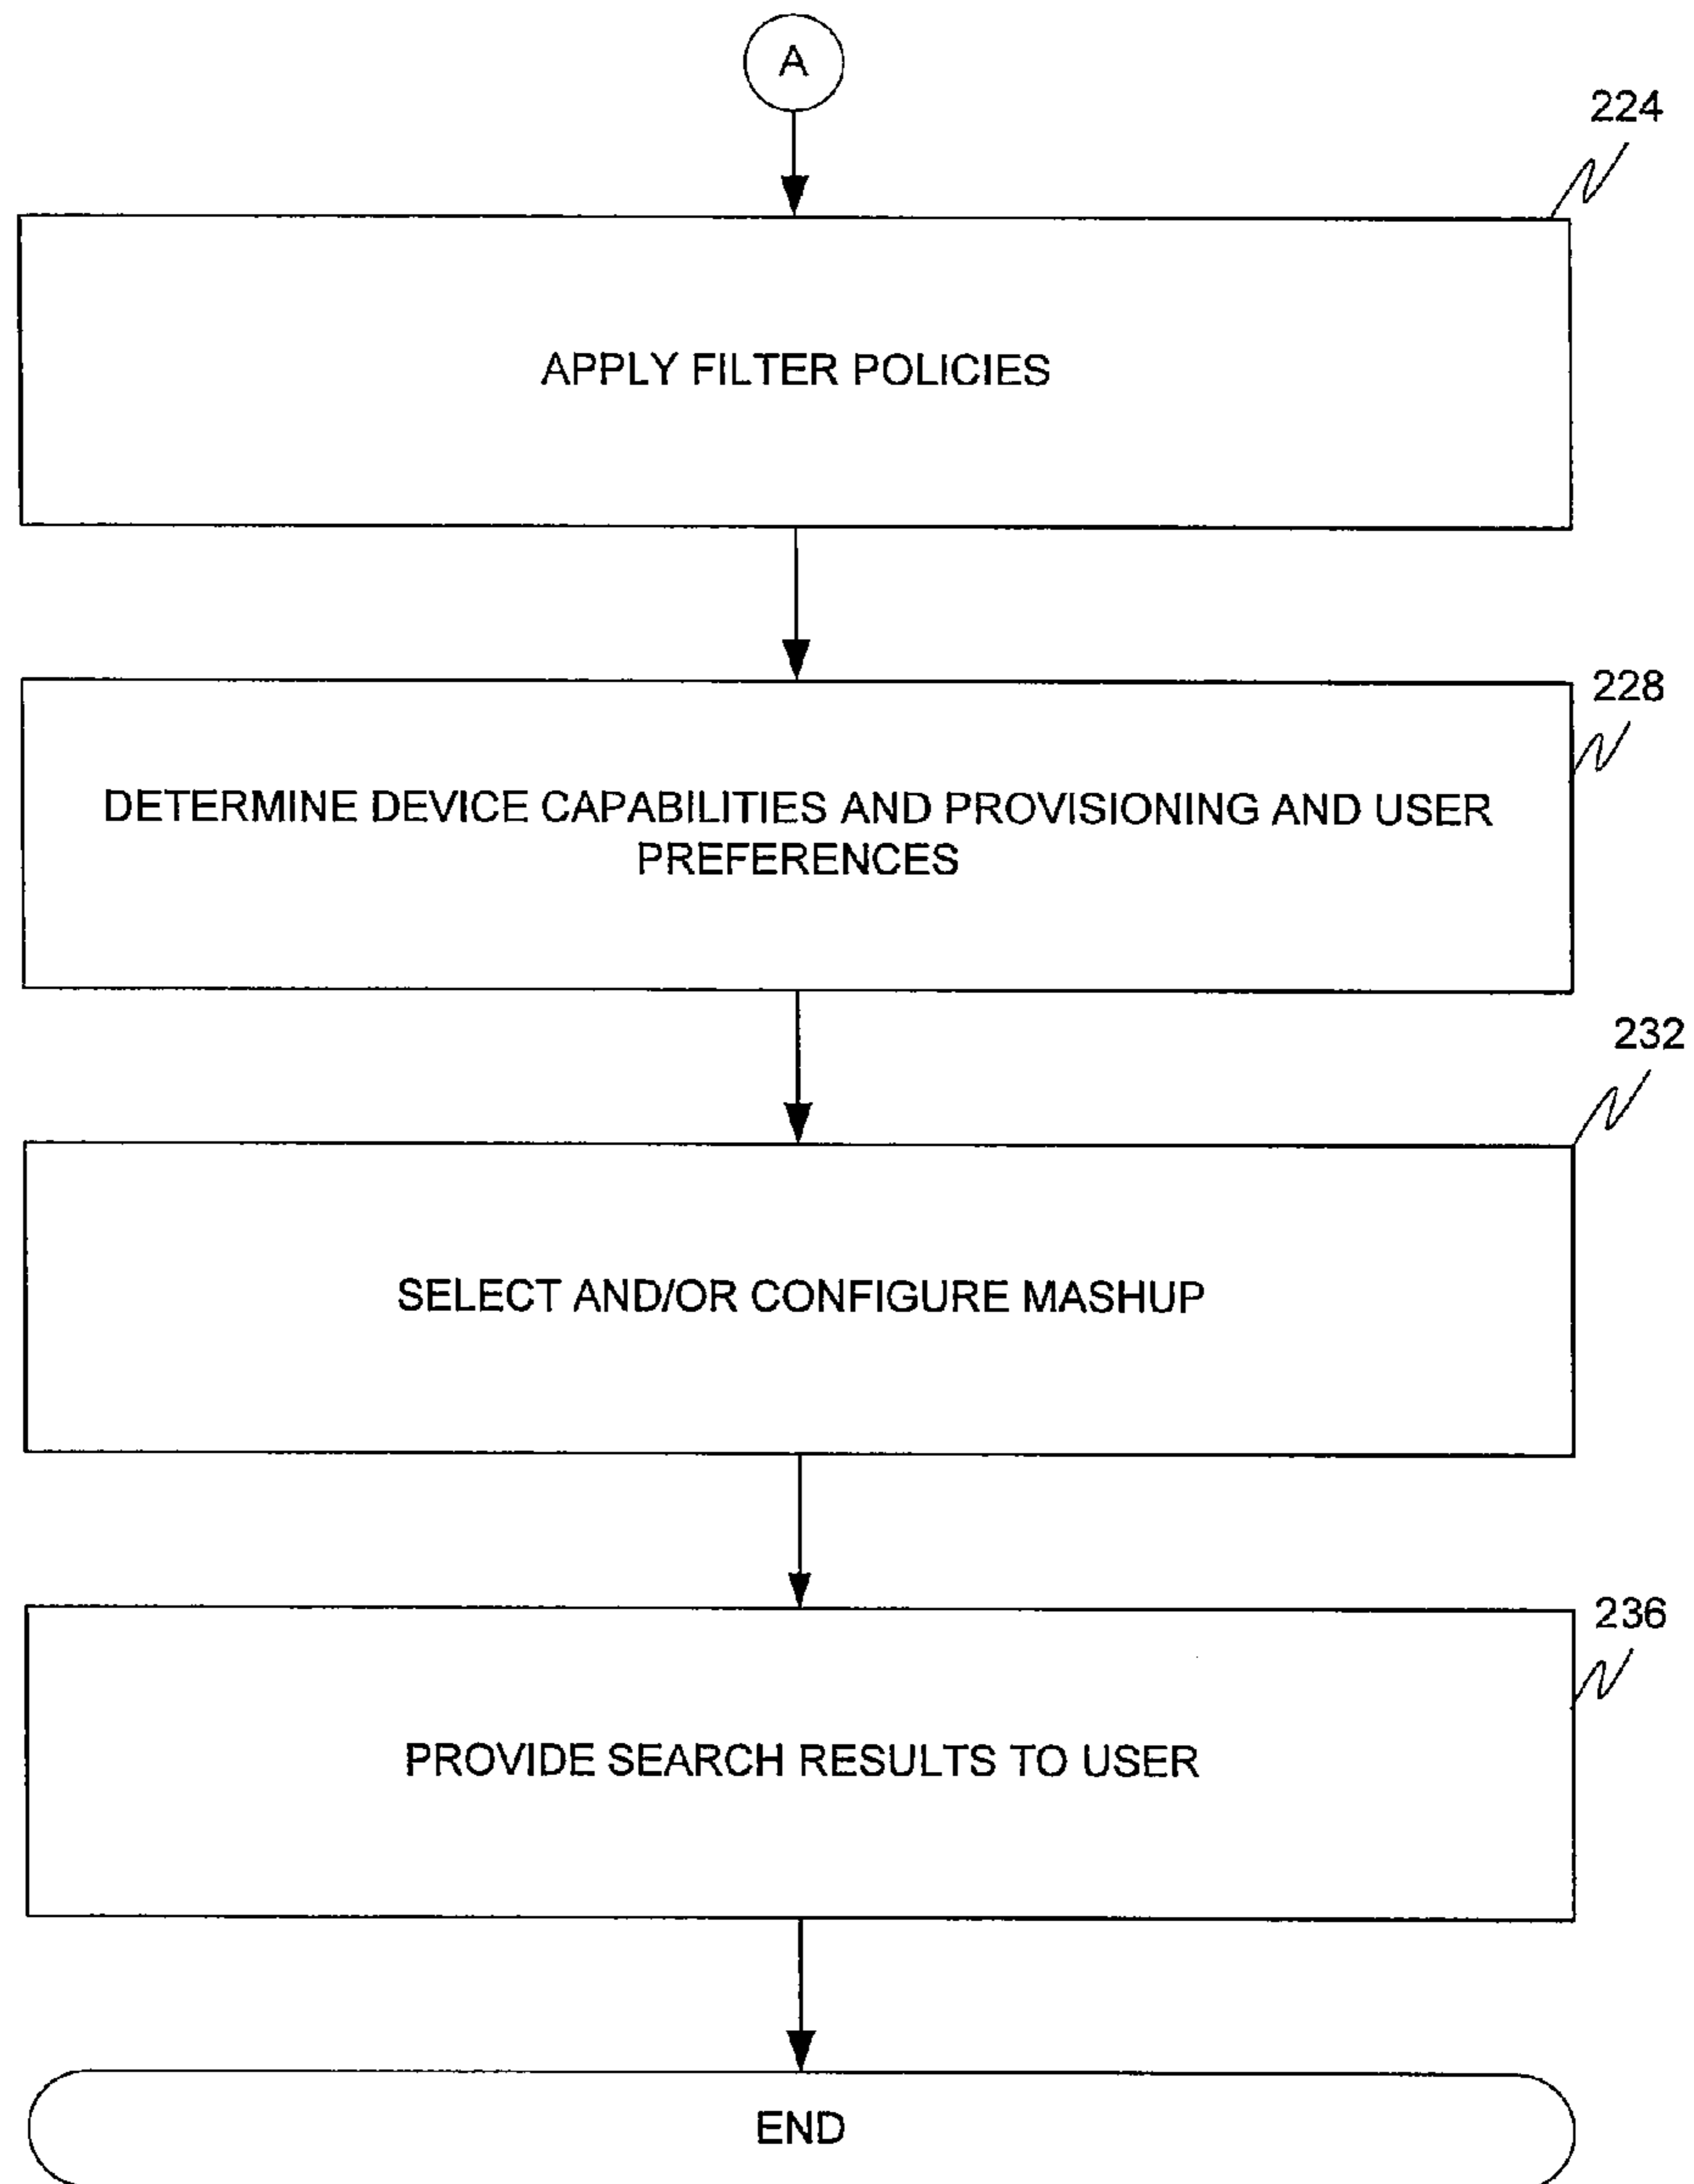 A
224
APPLY FILTER POLICIES
228
DETERMINE DEVICE CAPABILITIES AND PROVISIONING AND USER
PREFERENCES
232
SELECT AND/OR CONFIGURE MASHUP
236
PROVIDE SEARCH RESULTS TO USER
END